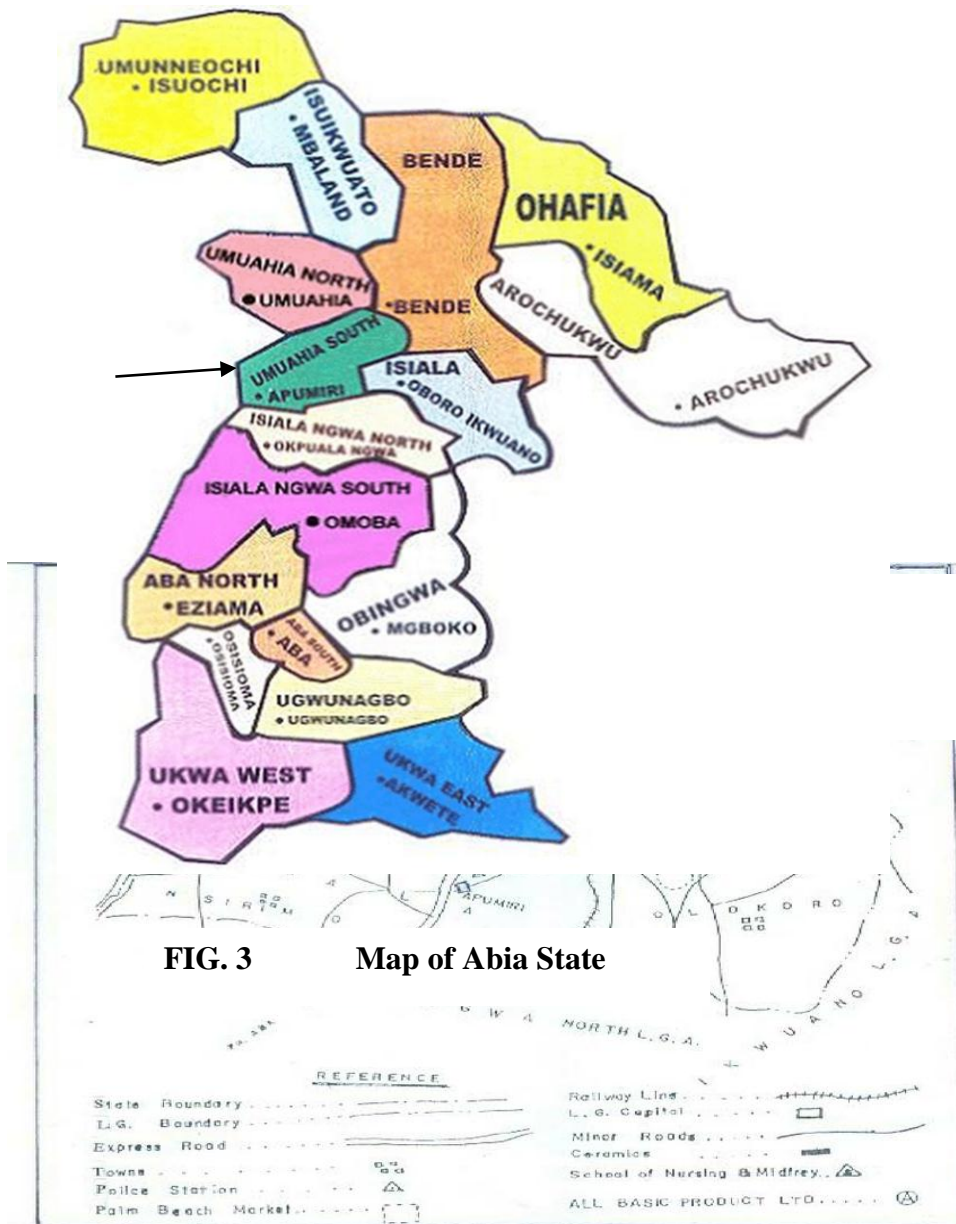 UMUNNEOCHI
ISUOCHI
ISUIKWUATO
MBALAND
BENDE
OHAFIA
ISIAMA
UMUAHIA NORTH
UMUAHIA
BENDE
AROCHUKWU
AROCHUKWU
UMUAHIA SOUTH
APUMIRI
ISIALA
OBORO IKWUANO
ISIALA NGWA NORTH
OKPUALA NGWA
ISIALA NGWA SOUTH
OMOBA
ABA NORTH
EZIAMA
OBINGWA
MGBOKO
ABA SOUTH
ABA
OSISIOMA
OSISIOMA
UGWUNAGBO
UGWUNAGBO
UKWA WEST
OKEIKPE
UKWA EAST
AKWETE
APUMIRI
OLOKORO
FIG. 3 Map of Abia State
NORTH L.G.A.
IKWUANO L.G.A
REFERENCE
State Boundary
L.G. Boundary
Express Road
Towns
Police Station
Palm Beach Market
Railway Line
L.G. Capital
Minor Roads
Ceramics
School of Nursing & Midfrey
ALL BASIC PRODUCT LTD
A